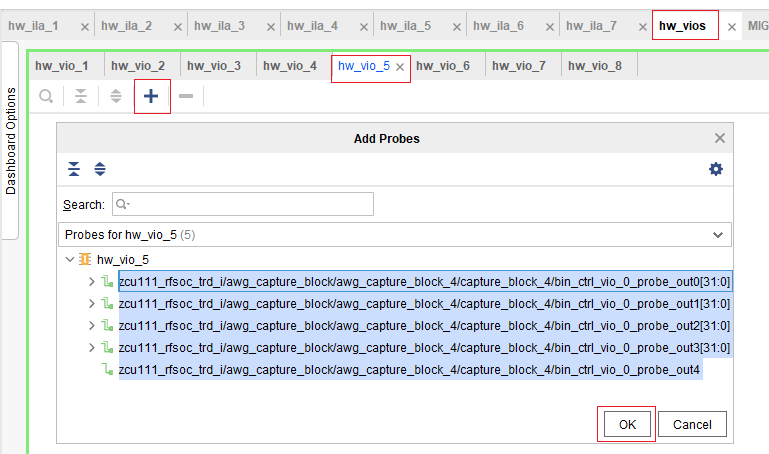 hw_ila_1 hw_ila_2 hw_ila_3 hw_ila_4 hw_ila_5 hw_ila_6 hw_ila_7 hw_vios MIG
hw_vio_1 hw_vio_2 hw_vio_3 hw_vio_4 hw_vio_5 hw_vio_6 hw_vio_7 hw_vio_8
Dashboard Options
Add Probes
Search:
Probes for hw_vio_5 (5)
hw_vio_5
zcu111_rfsoc_trd_i/awg_capture_block/awg_capture_block_4/capture_block_4/bin_ctrl_vio_0_probe_out0[31:0]
zcu111_rfsoc_trd_i/awg_capture_block/awg_capture_block_4/capture_block_4/bin_ctrl_vio_0_probe_out1[31:0]
zcu111_rfsoc_trd_i/awg_capture_block/awg_capture_block_4/capture_block_4/bin_ctrl_vio_0_probe_out2[31:0]
zcu111_rfsoc_trd_i/awg_capture_block/awg_capture_block_4/capture_block_4/bin_ctrl_vio_0_probe_out3[31:0]
zcu111_rfsoc_trd_i/awg_capture_block/awg_capture_block_4/capture_block_4/bin_ctrl_vio_0_probe_out4
OK Cancel